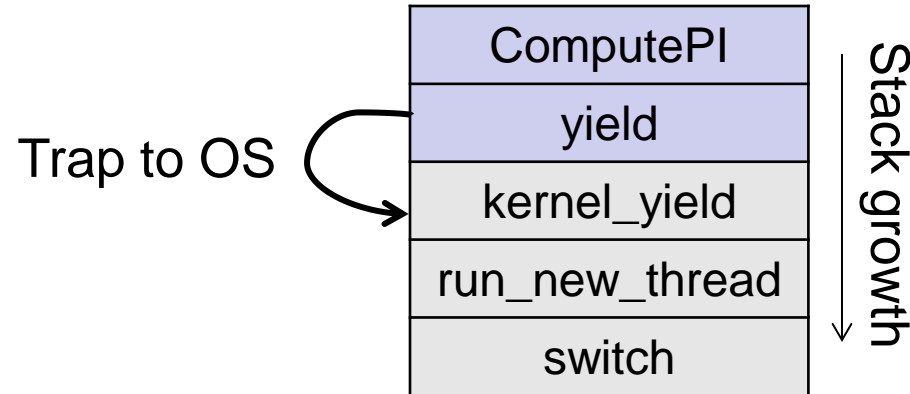 ComputePI
yield
Trap to OS
kernel_yield
run_new_thread
switch
Stack growth